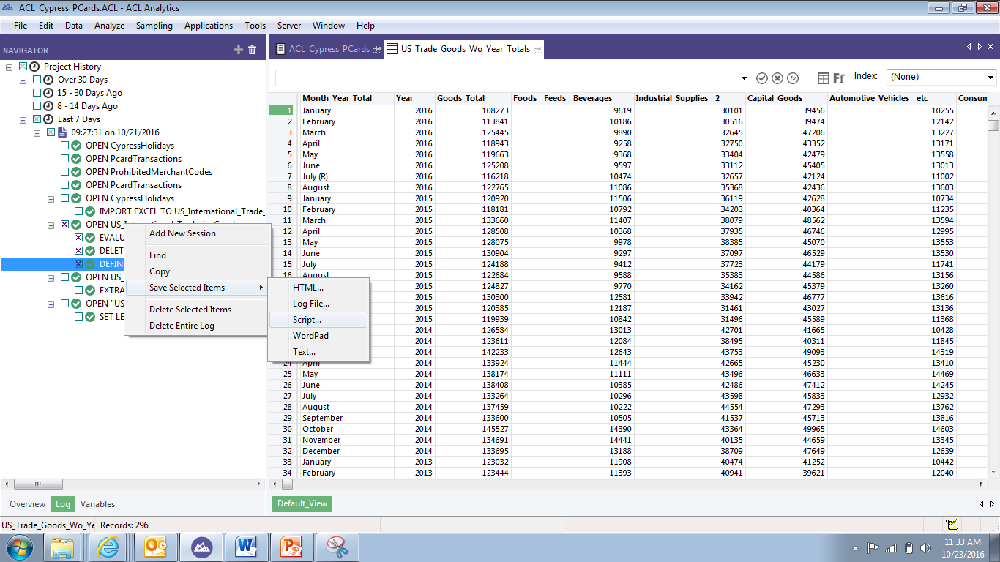 ACL_Cypress_PCards.ACL - ACL Analytics
File Edit Data Analyze Sampling Applications Tools Server Window Help
NAVIGATOR
Project History
Over 30 Days
15 - 30 Days Ago
8 - 14 Days Ago
Last 7 Days
09:27:31 on 10/21/2016
OPEN CypressHolidays
OPEN PcardTransactions
OPEN ProhibitedMerchantCodes
OPEN PcardTransactions
OPEN CypressHolidays
IMPORT EXCEL TO US_International_Trade_
OPEN US_
EVALU
DELET
DEFIN
OPEN US_
EXTRA
OPEN "US
SET LE
Add New Session
Find
Copy
Save Selected Items
Delete Selected Items
Delete Entire Log
HTML...
Log File...
Script...
WordPad
Text...
Overview Log Variables
ACL_Cypress_PCards US_Trade_Goods_Wo_Year_Totals
Ff Index: (None)
Month_Year_Total Year Goods_Total Foods__Feeds__Beverages Industrial_Supplies__2_ Capital_Goods Automotive_Vehicles__etc_ Consum
1 January 2016 108273 9619 30101 39456 10255
2 February 2016 113841 10186 30516 39474 12142
3 March 2016 125445 9890 32645 47206 13227
4 April 2016 118943 9258 32750 43352 13171
5 May 2016 119663 9368 33404 42479 13558
6 June 2016 125208 9597 33112 45405 13013
7 July (R) 2016 116218 10474 32657 42124 11002
8 August 2016 122765 11086 35368 42436 13603
9 January 2015 120920 11506 36119 42628 10734
10 February 2015 118181 10792 34203 40364 11235
11 March 2015 133660 11407 38079 48562 13594
12 April 2015 128508 10368 37935 46746 12995
13 May 2015 128075 9978 38385 45070 13553
14 June 2015 130904 9297 37097 46529 13530
15 July 2015 124188 9412 37723 44179 11741
16 August 2015 122684 9588 35383 44586 13156
2015 124827 9770 34162 45379 13260
2015 130300 12581 33942 46777 13616
2015 120385 12187 31461 43027 13136
2015 119939 10842 31496 45589 11368
2014 126584 13013 42701 41665 10428
2014 123611 12084 38495 40311 11845
2014 142233 12643 43753 49093 14319
24 April 2014 133924 11444 42665 45230 13410
25 May 2014 138174 11111 43496 46633 14469
26 June 2014 138408 10385 42486 47412 14245
27 July 2014 133264 10296 43598 45833 12932
28 August 2014 137459 10222 44554 47293 13762
29 September 2014 133600 10505 41537 45713 13816
30 October 2014 145527 14390 43364 49965 14603
31 November 2014 134691 14441 40135 44659 13345
32 December 2014 133695 13188 38709 47649 12639
33 January 2013 123032 11908 40474 41252 10442
34 February 2013 123444 11393 40941 39621 12040
Default_View
US_Trade_Goods_Wo_Ye Records: 296
11:33 AM
10/23/2016